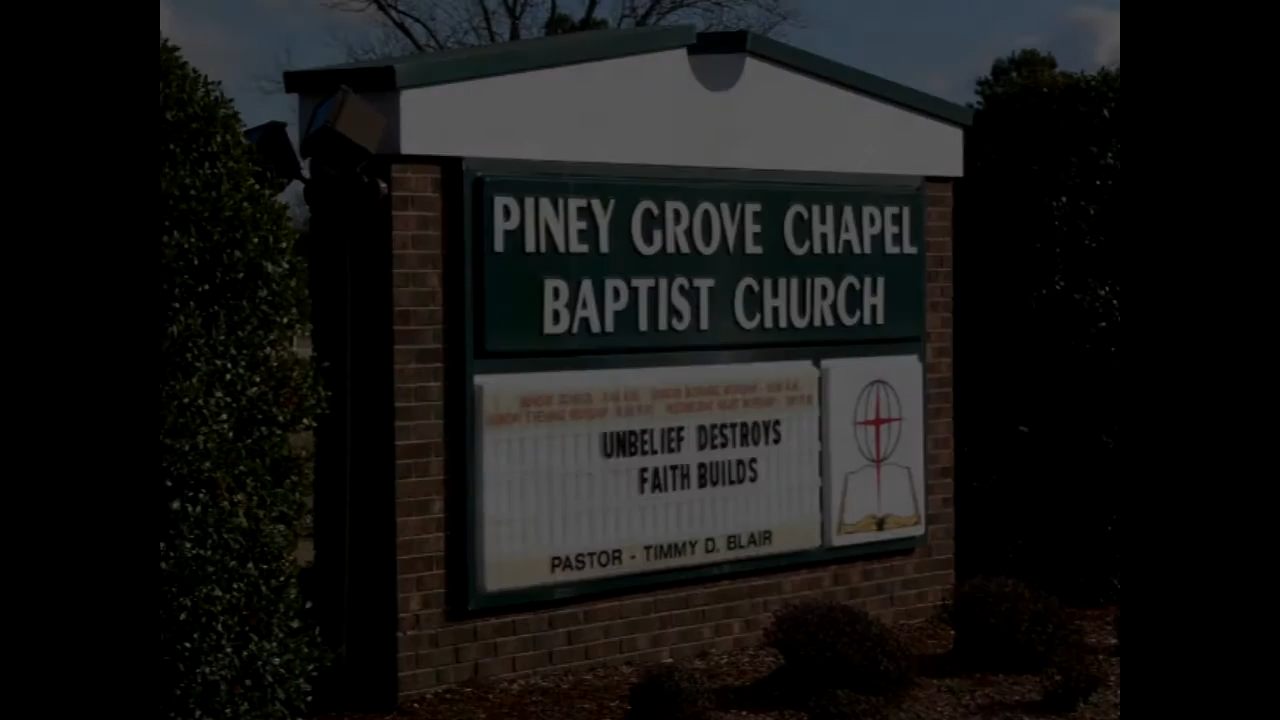 PINEY GROVE CHAPEL
BAPTIST CHURCH
UNBELIEF DESTROYS
FAITH BUILDS
PASTOR - TIMMY D. BLAIR